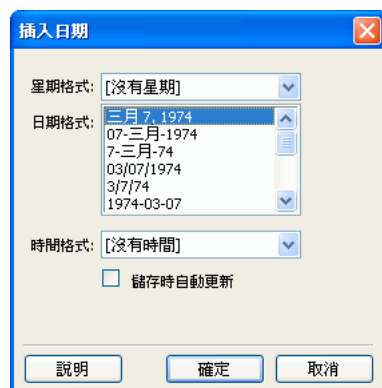 插入日期
星期格式: [沒有星期]
日期格式: 三月 7, 1974
07-三月-1974
7-三月-74
03/07/1974
3/7/74
1974-03-07
時間格式: [沒有時間]
儲存時自動更新
說明 確定 取消